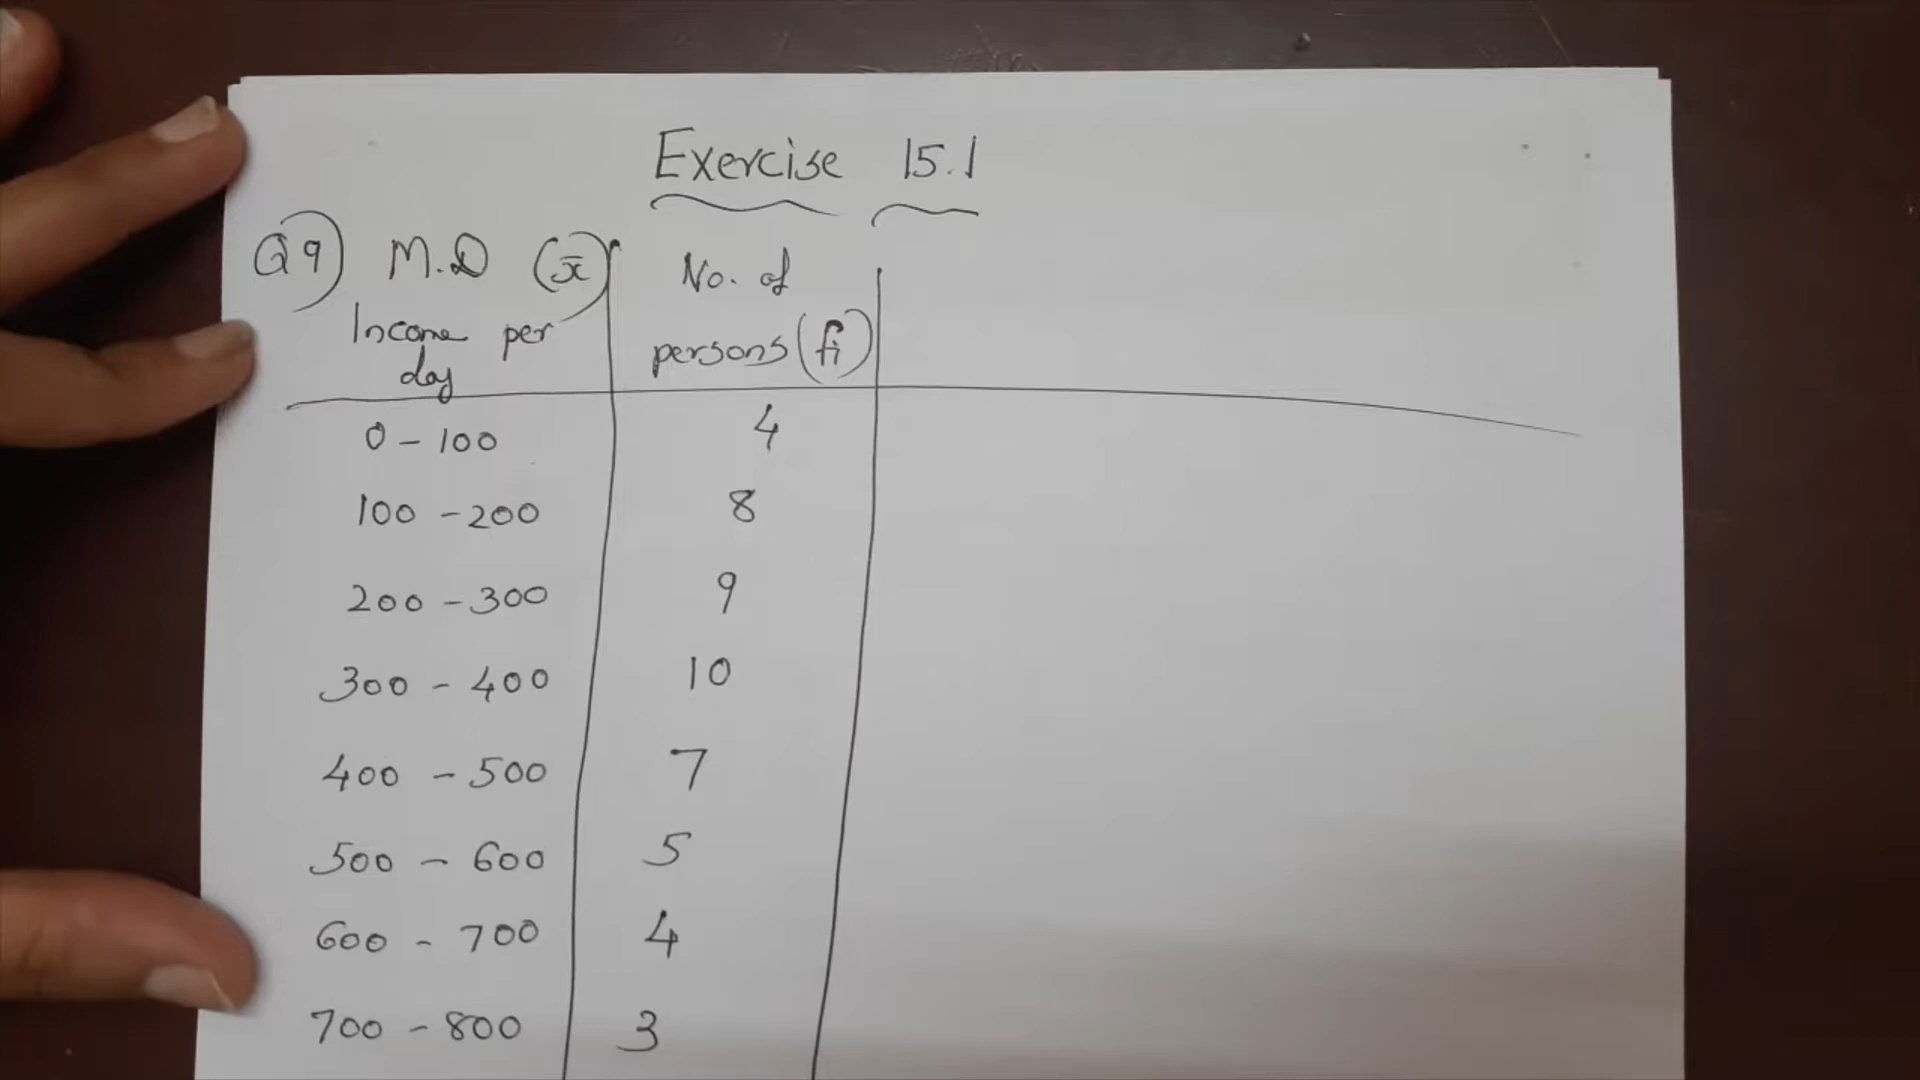 Exercise 15.1
Q9) M.D (x̄)
Income per day
No. of persons (fi)
0 - 100 4
100 - 200 8
200 - 300 9
300 - 400 10
400 - 500 7
500 - 600 5
600 - 700 4
700 - 800 3